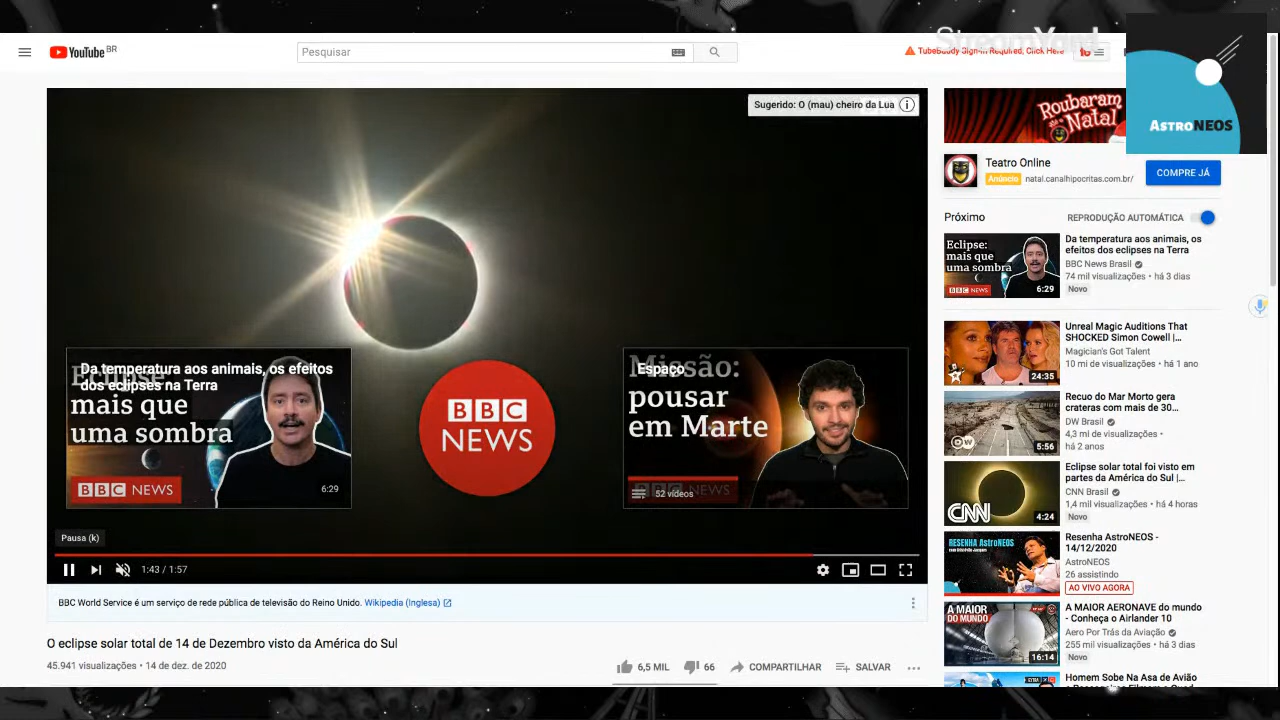 StreamYard
YouTube BR
Pesquisar
TubeBuddy Sign-In Required, Click Here
AstroNEOS
Sugerido: O (mau) cheiro da Lua
Da temperatura aos animais, os efeitos
dos eclipses na Terra
Eclipse:
mais que
uma sombra
BBC NEWS
6:29
BBC
NEWS
Espaço
Missão:
pousar
em Marte
BBC NEWS
52 vídeos
Pausa (k)
1:43 / 1:57
BBC World Service é um serviço de rede pública de televisão do Reino Unido. Wikipedia (Inglesa)
O eclipse solar total de 14 de Dezembro visto da América do Sul
45.941 visualizações • 14 de dez. de 2020
6,5 MIL
66
COMPARTILHAR
SALVAR
Roubaram
Natal
Teatro Online
Anúncio natal.canalhipocritas.com.br/
COMPRE JÁ
Próximo
REPRODUÇÃO AUTOMÁTICA
Eclipse:
mais que
uma sombra
BBC NEWS
6:29
Da temperatura aos animais, os
efeitos dos eclipses na Terra
BBC News Brasil
74 mil visualizações • há 3 dias
Novo
24:35
Unreal Magic Auditions That
SHOCKED Simon Cowell |...
Magician's Got Talent
10 mi de visualizações • há 1 ano
5:56
Recuo do Mar Morto gera
crateras com mais de 30...
DW Brasil
4,3 mi de visualizações •
há 2 anos
CNN
4:24
Eclipse solar total foi visto em
partes da América do Sul |...
CNN Brasil
1,4 mil visualizações • há 4 horas
Novo
RESENHA AstroNEOS
Resenha AstroNEOS -
14/12/2020
AstroNEOS
26 assistindo
AO VIVO AGORA
A MAIOR
DO MUNDO
16:14
A MAIOR AERONAVE do mundo
- Conheça o Airlander 10
Aero Por Trás da Aviação
255 mil visualizações • há 3 dias
Novo
Homem Sobe Na Asa de Avião